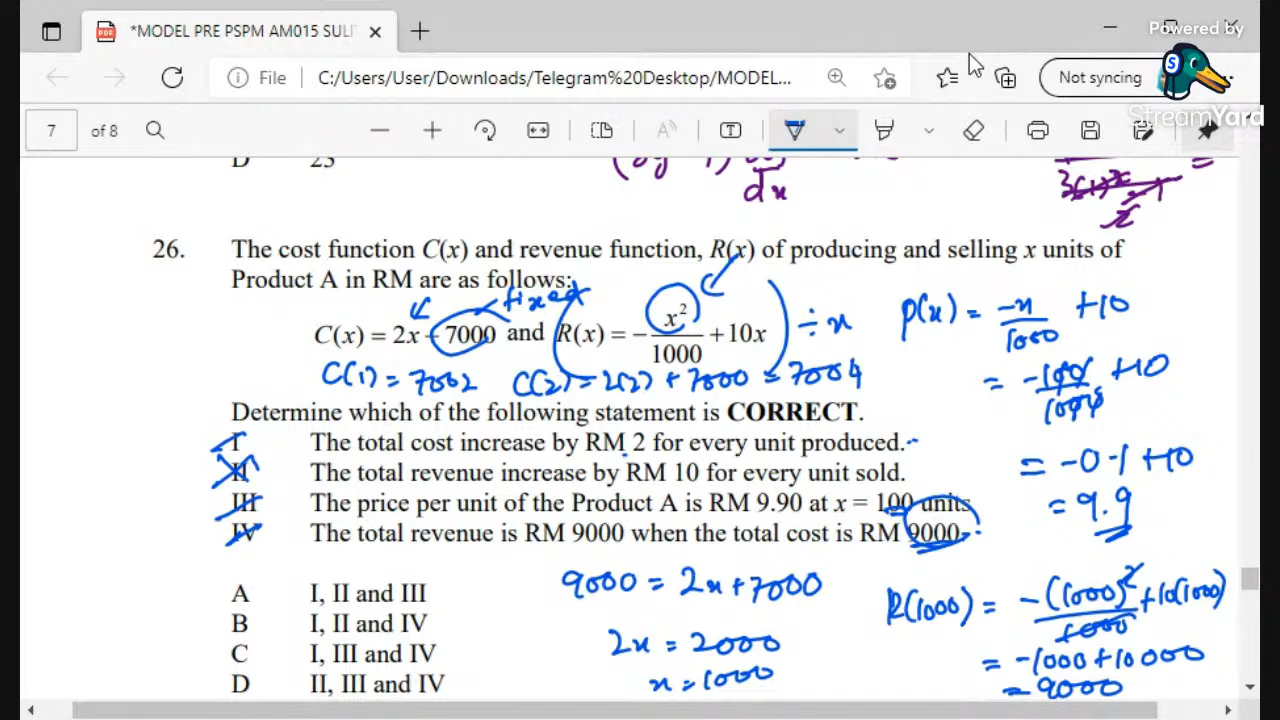 Powered by
*MODEL PRE PSPM AM015 SULI
File C:/Users/User/Downloads/Telegram%20Desktop/MODEL... Not syncing
StreamYard
7 of 8
D 23
dx
26. The cost function C(x) and revenue function, R(x) of producing and selling x units of
Product A in RM are as follows:
fixed
C(x) = 2x + 7000 and R(x) = - x² / 1000 + 10x ÷ x
P(x) = -x / 1000 + 10
C(1) = 7002 C(2) = 2(2) + 7000 = 7004
= -100 / 1000 + 10
Determine which of the following statement is CORRECT.
I The total cost increase by RM 2 for every unit produced.
= -0.1 + 10
II The total revenue increase by RM 10 for every unit sold.
III The price per unit of the Product A is RM 9.90 at x = 100 units
= 9.9
IV The total revenue is RM 9000 when the total cost is RM 9000.
9000 = 2x + 7000
A I, II and III
R(1000) = -(1000)² / 1000 + 10(1000)
B I, II and IV
2x = 2000
C I, III and IV
= -1000 + 10000
x = 1000
D II, III and IV
= 9000